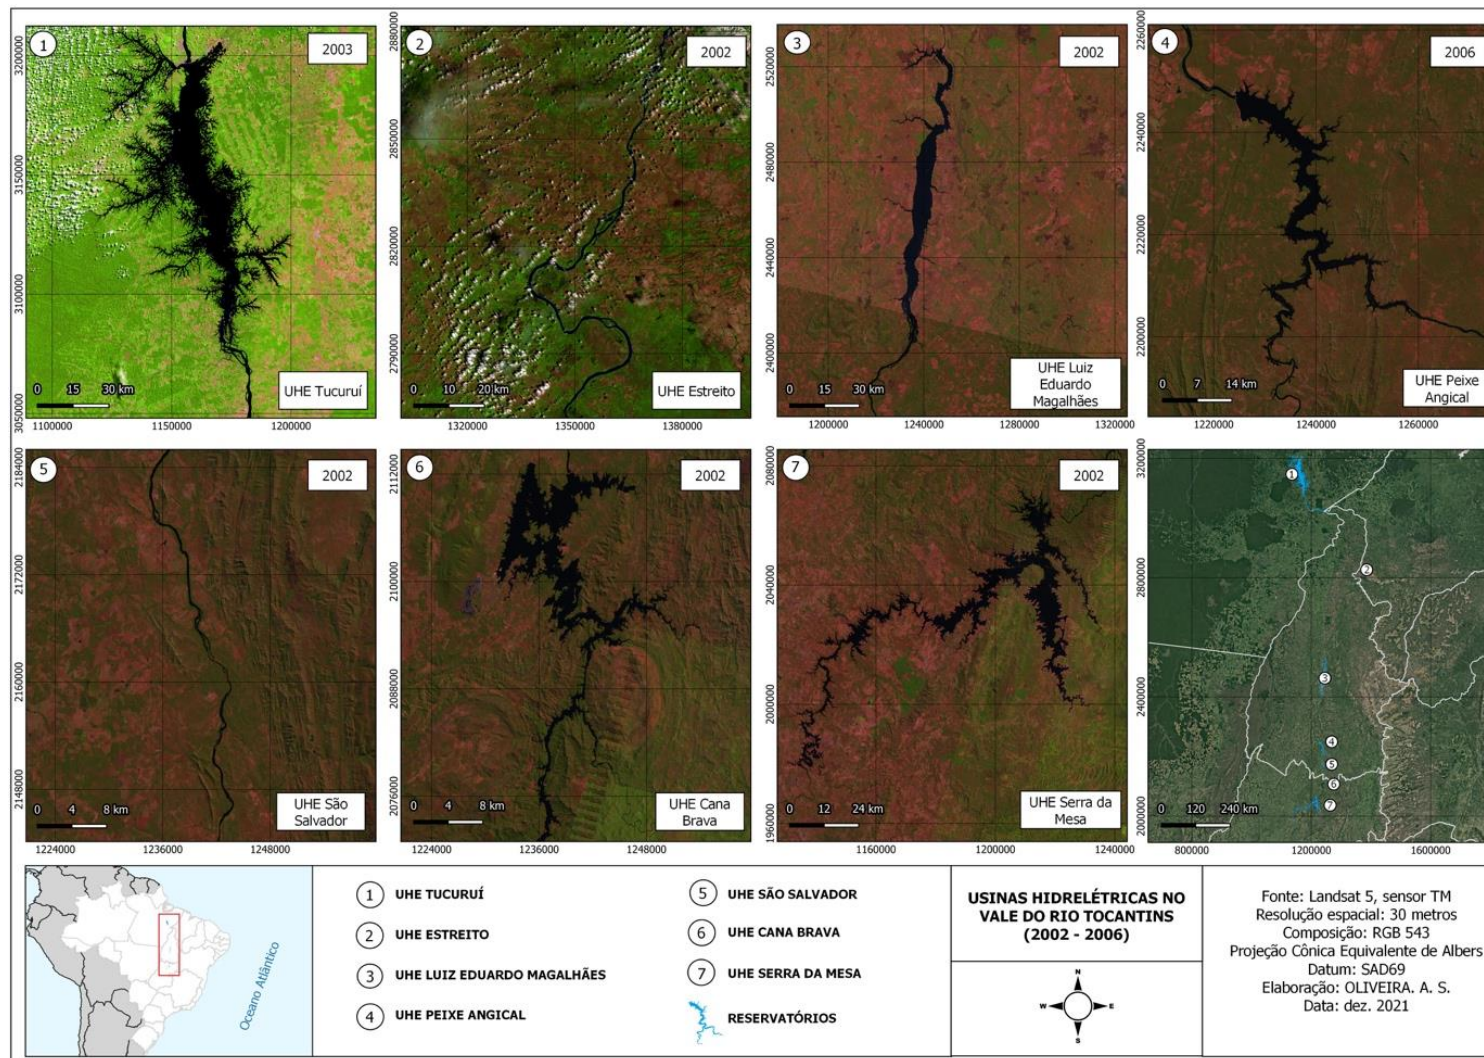 1
2003
3200000
3150000
3100000
3050000
0 15 30 km
UHE Tucuruí
1100000 1150000 1200000
2
2002
2880000
2850000
2820000
2790000
0 10 20 km
UHE Estreito
1320000 1350000 1380000
3
2002
2520000
2480000
2440000
2400000
0 15 30 km
UHE Luiz
Eduardo
Magalhães
1200000 1240000 1280000 1320000
4
2006
2260000
2240000
2220000
2200000
0 7 14 km
UHE Peixe
Angical
1220000 1240000 1260000
5
2002
2184000
2172000
2160000
2148000
0 4 8 km
UHE São
Salvador
1224000 1236000 1248000
6
2002
2112000
2100000
2088000
2076000
0 4 8 km
UHE Cana
Brava
1224000 1236000 1248000
7
2002
2080000
2040000
2000000
1960000
0 12 24 km
UHE Serra da
Mesa
1160000 1200000 1240000
3200000
2800000
2400000
2000000
1
2
3
4
5
6
7
0 120 240 km
800000 1200000 1600000
Oceano Atlântico
1 UHE TUCURUÍ
2 UHE ESTREITO
3 UHE LUIZ EDUARDO MAGALHÃES
4 UHE PEIXE ANGICAL
5 UHE SÃO SALVADOR
6 UHE CANA BRAVA
7 UHE SERRA DA MESA
RESERVATÓRIOS
USINAS HIDRELÉTRICAS NO
VALE DO RIO TOCANTINS
(2002 - 2006)
N
W E
S
Fonte: Landsat 5, sensor TM
Resolução espacial: 30 metros
Composição: RGB 543
Projeção Cônica Equivalente de Albers
Datum: SAD69
Elaboração: OLIVEIRA. A. S.
Data: dez. 2021